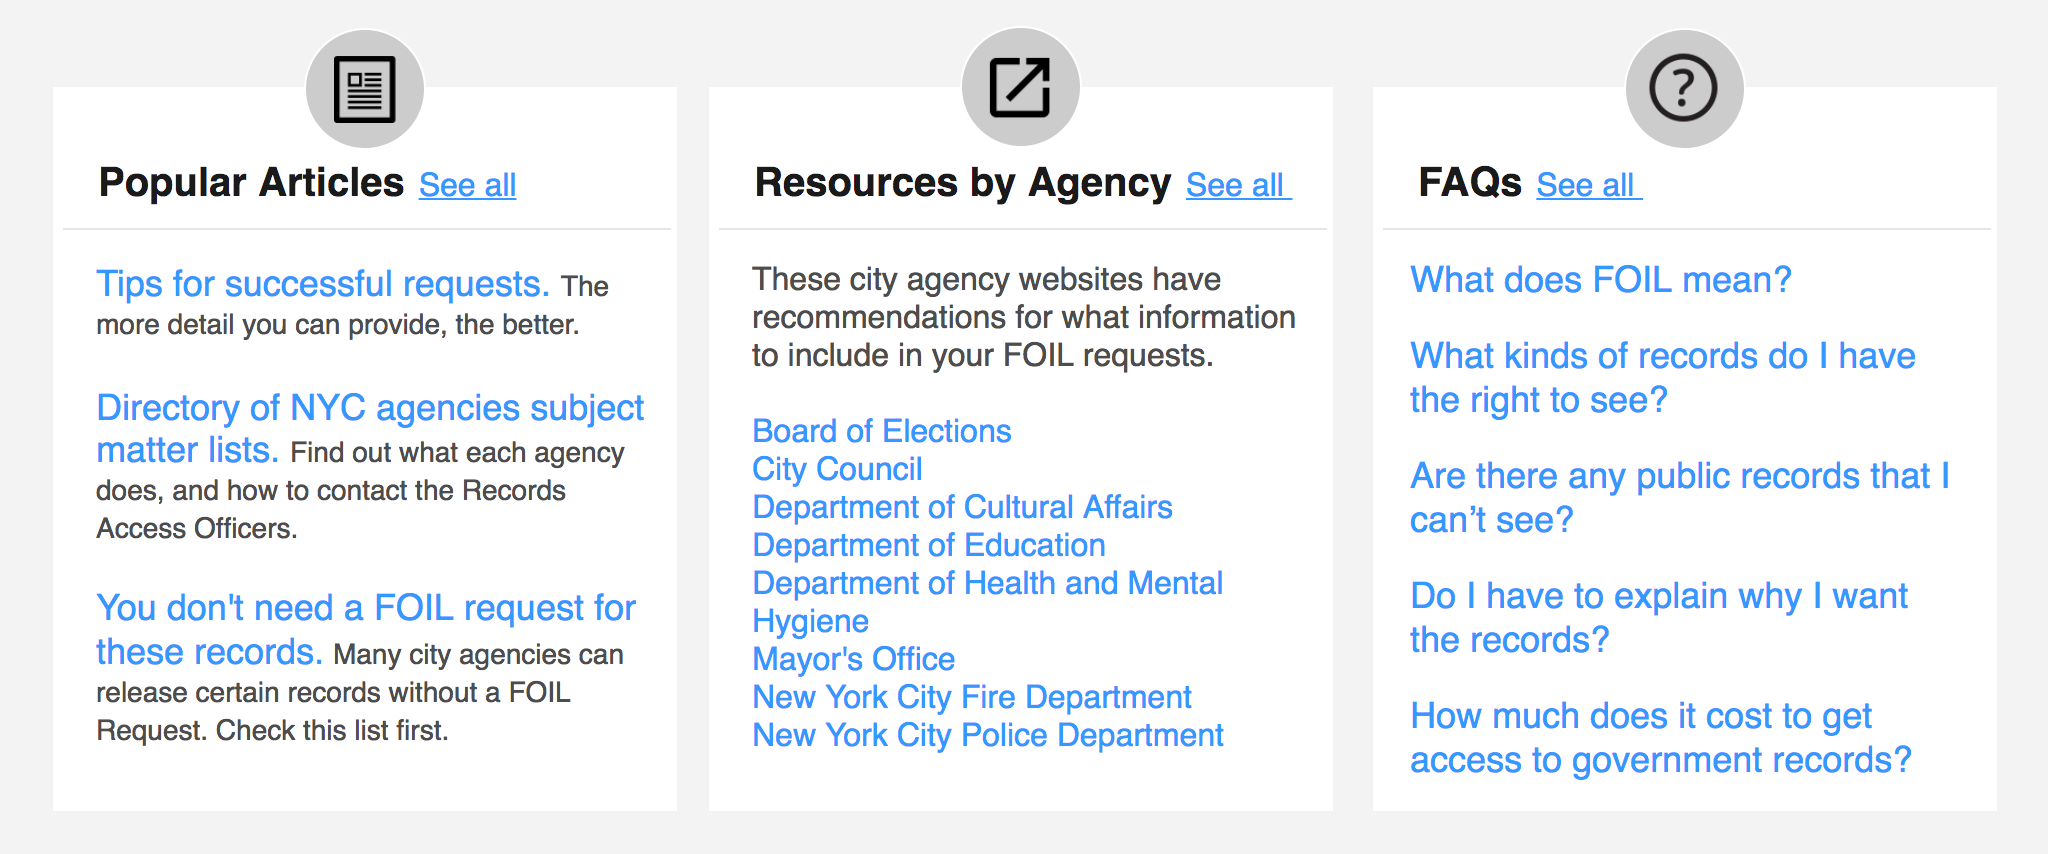 Popular Articles See all
Tips for successful requests. The
more detail you can provide, the better.
Directory of NYC agencies subject
matter lists. Find out what each agency
does, and how to contact the Records
Access Officers.
You don't need a FOIL request for
these records. Many city agencies can
release certain records without a FOIL
Request. Check this list first.
Resources by Agency See all
These city agency websites have
recommendations for what information
to include in your FOIL requests.
Board of Elections
City Council
Department of Cultural Affairs
Department of Education
Department of Health and Mental
Hygiene
Mayor's Office
New York City Fire Department
New York City Police Department
FAQs See all
What does FOIL mean?
What kinds of records do I have
the right to see?
Are there any public records that I
can’t see?
Do I have to explain why I want
the records?
How much does it cost to get
access to government records?